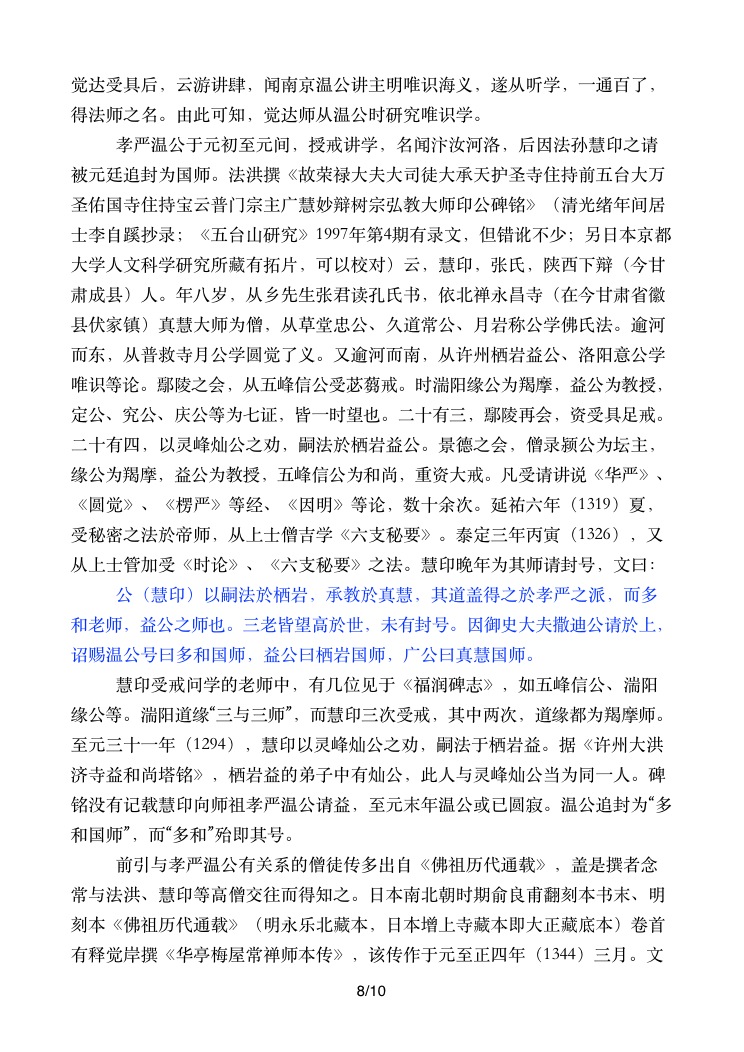 觉达受具后，云游讲肆，闻南京温公讲主明唯识海义，遂从听学，一通百了，
得法师之名。由此可知，觉达师从温公时研究唯识学。
孝严温公于元初至元间，授戒讲学，名闻汴汝河洛，后因法孙慧印之请
被元廷追封为国师。法洪撰《故荣禄大夫大司徒大承天护圣寺住持前五台大万
圣佑国寺住持宝云普门宗主广慧妙辩树宗弘教大师印公碑铭》（清光绪年间居
士李自蹊抄录；《五台山研究》1997年第4期有录文，但错讹不少；另日本京都
大学人文科学研究所藏有拓片，可以校对）云，慧印，张氏，陕西下辩（今甘
肃成县）人。年八岁，从乡先生张君读孔氏书，依北禅永昌寺（在今甘肃省徽
县伏家镇）真慧大师为僧，从草堂忠公、久道常公、月岩称公学佛氏法。逾河
而东，从普救寺月公学圆觉了义。又逾河而南，从许州栖岩益公、洛阳意公学
唯识等论。鄢陵之会，从五峰信公受苾蒭戒。时湍阳缘公为羯摩，益公为教授，
定公、究公、庆公等为七证，皆一时望也。二十有三，鄢陵再会，资受具足戒。
二十有四，以灵峰灿公之劝，嗣法於栖岩益公。景德之会，僧录颍公为坛主，
缘公为羯摩，益公为教授，五峰信公为和尚，重资大戒。凡受请讲说《华严》、
《圆觉》、《楞严》等经、《因明》等论，数十余次。延祐六年（1319）夏，
受秘密之法於帝师，从上士僧吉学《六支秘要》。泰定三年丙寅（1326），又
从上士管加受《时论》、《六支秘要》之法。慧印晚年为其师请封号，文曰：
公（慧印）以嗣法於栖岩，承教於真慧，其道盖得之於孝严之派，而多
和老师，益公之师也。三老皆望高於世，未有封号。因御史大夫撒迪公请於上，
诏赐温公号曰多和国师，益公曰栖岩国师，广公曰真慧国师。
慧印受戒问学的老师中，有几位见于《福润碑志》，如五峰信公、湍阳
缘公等。湍阳道缘“三与三师”，而慧印三次受戒，其中两次，道缘都为羯摩师。
至元三十一年（1294），慧印以灵峰灿公之劝，嗣法于栖岩益。据《许州大洪
济寺益和尚塔铭》，栖岩益的弟子中有灿公，此人与灵峰灿公当为同一人。碑
铭没有记载慧印向师祖孝严温公请益，至元末年温公或已圆寂。温公追封为“多
和国师”，而“多和”殆即其号。
前引与孝严温公有关系的僧徒传多出自《佛祖历代通载》，盖是撰者念
常与法洪、慧印等高僧交往而得知之。日本南北朝时期俞良甫翻刻本书末、明
刻本《佛祖历代通载》（明永乐北藏本，日本增上寺藏本即大正藏底本）卷首
有释觉岸撰《华亭梅屋常禅师本传》，该传作于元至正四年（1344）三月。文
8/10